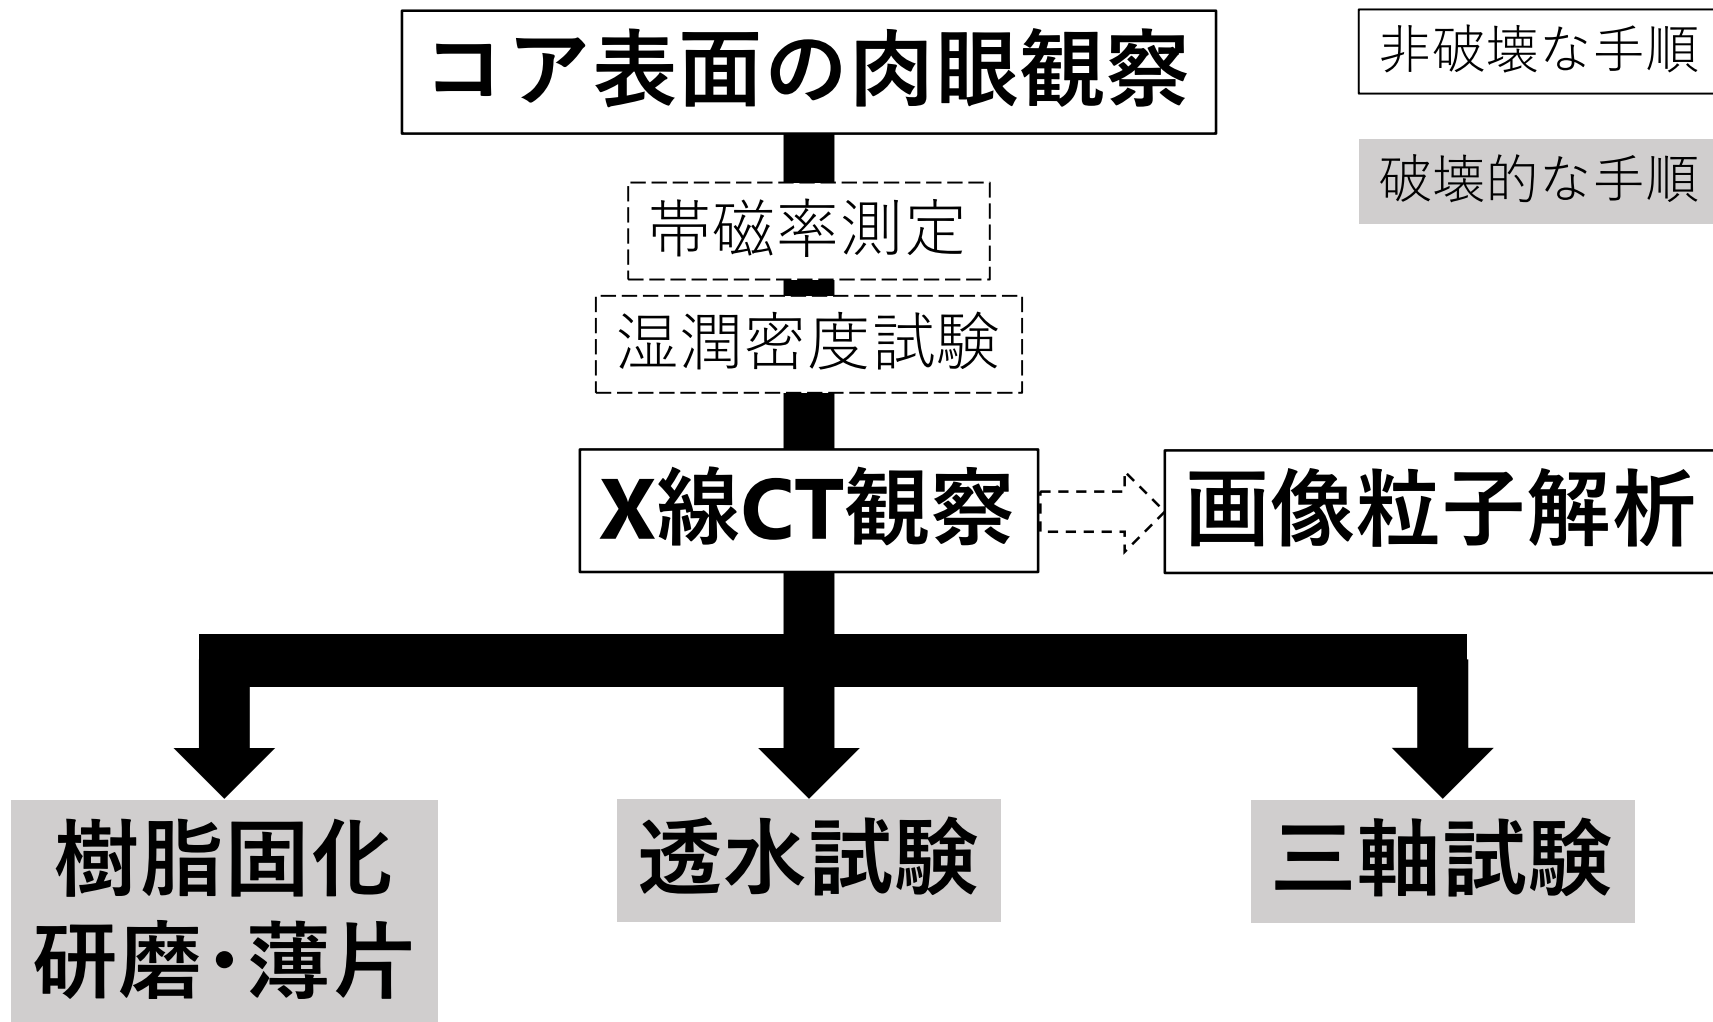 コア表面の肉眼観察
非破壊な手順
破壊的な手順
帯磁率測定
湿潤密度試験
X線CT観察
画像粒子解析
樹脂固化
研磨・薄片
透水試験
三軸試験